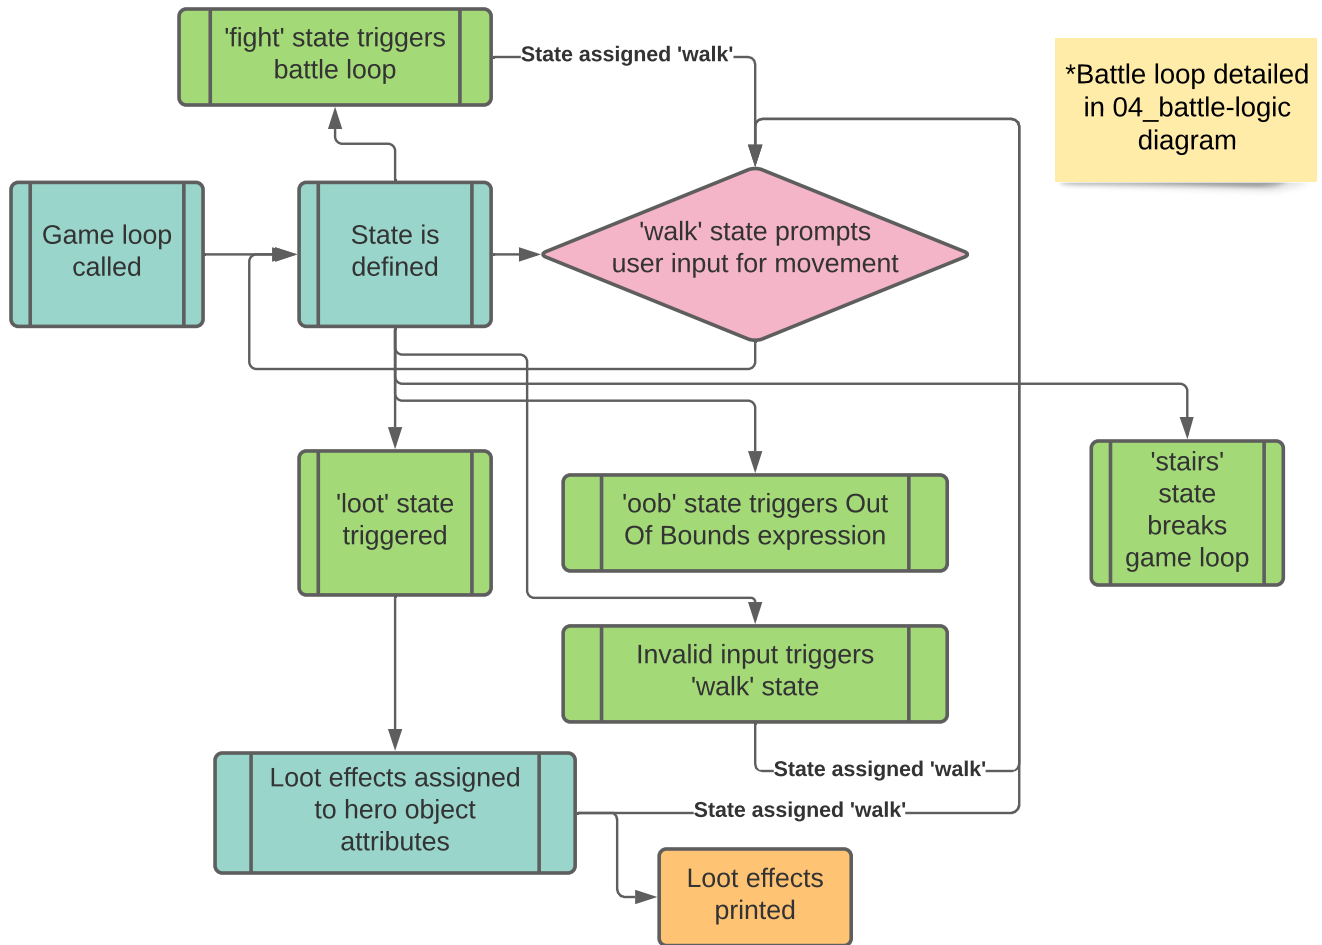 'fight' state triggers
battle loop
State assigned 'walk'
*Battle loop detailed
in 04_battle-logic
diagram
Game loop
called
State is
defined
'walk' state prompts
user input for movement
'loot' state
triggered
'oob' state triggers Out
Of Bounds expression
'stairs'
state
breaks
game loop
Invalid input triggers
'walk' state
State assigned 'walk'
Loot effects assigned
to hero object
attributes
State assigned 'walk'
Loot effects
printed